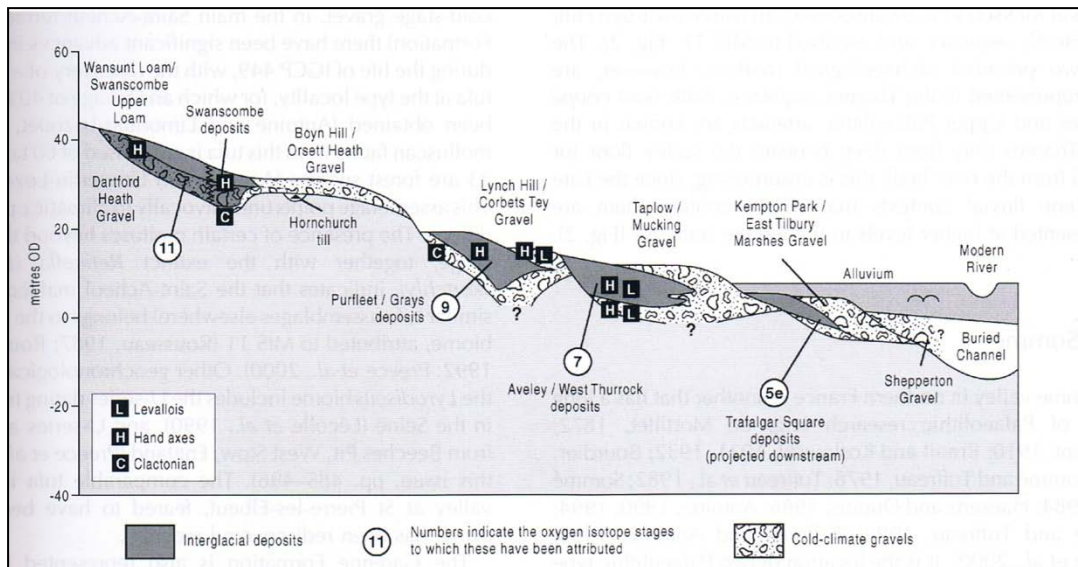 60
40
20
0
-20
-40
metres OD
Wansunt Loam/
Swanscombe
Upper
Loam
Swanscombe
deposits
Boyn Hill /
Orsett Heath
Gravel
Dartford
Heath
Gravel
11
Hornchurch
till
H
H
C
Lynch Hill /
Corbets Tey
Gravel
C
H
H
L
Purfleet / Grays
deposits
9
?
Taplow /
Mucking
Gravel
H
L
H
L
7
?
Aveley / West Thurrock
deposits
Kempton Park /
East Tilbury
Marshes Gravel
5e
Trafalgar Square
deposits
(projected downstream)
Alluvium
Modern
River
?
Buried
Channel
Shepperton
Gravel
L Levallois
H Hand axes
C Clactonian
Interglacial deposits
11 Numbers indicate the oxygen isotope stages
to which these have been attributed
Cold-climate gravels